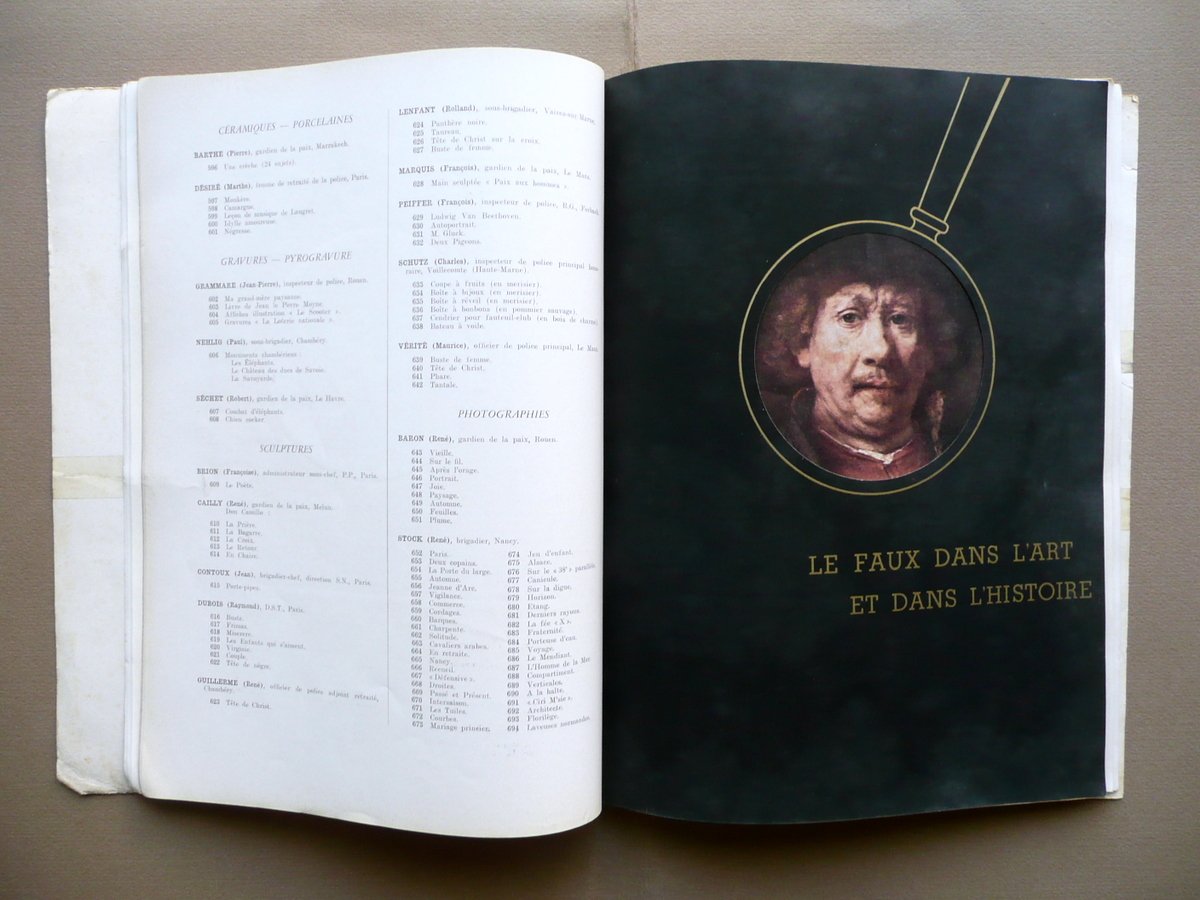 CÉRAMIQUES — PORCELAINES
BARTHE (Pierre), gardien de la paix, Marrakech.
596 Une crèche (24 sujets).
DÉSIRÉ (Marthe), femme de retraité de la police, Paris.
597
598 Camargue.
599 Leçon de musique de Lancret.
600 Idylle amoureuse.
601 Négresse.
GRAVURES — PYROGRAVURE
GRAMMARE (Jean-Pierre), inspecteur de police, Rouen.
602 Ma grand-mère paysanne.
603 Livre de Jean le Pierre Moyne.
604 Affiches illustration « Le Scooter ».
605 Gravures « La Loterie nationale ».
NEHLIG (Paul), sous-brigadier, Chambéry.
606 Monuments chambériens :
Les Éléphants.
Le Château des ducs de Savoie.
La Savoyarde.
SÉCHET (Robert), gardien de la paix, Le Havre.
607 Combat d'éléphants.
608 Chien cocker.
SCULPTURES
BRION (Françoise), administrateur sous-chef, P.P., Paris.
609 Le Poète.
CAILLY (René), gardien de la paix, Melun.
Don Camille :
610 La Prière.
611 La Bagarre.
612 La Croix.
613 Le Retour.
614 En Chaire.
CONTOUX (Jean), brigadier-chef, direction S.N., Paris.
615 Porte-pipes.
DUBOIS (Raymond), D.S.T., Paris.
616 Buste.
617 Frimas.
618 Miserere.
619 Les Enfants qui s'aiment.
620 Virginie.
621 Couple.
622 Tête de nègre.
GUILLERME (René), officier de police adjoint retraité,
Chambéry.
623 Tête de Christ.
LENFANT (Rolland), sous-brigadier, Vaires-sur-Marne.
624 Panthère noire.
625 Taureau.
626 Tête de Christ sur la croix.
627 Buste de femme.
MARQUIS (François), gardien de la paix, Le Mans.
628 Main sculptée « Paix aux hommes ».
PEIFFER (François), inspecteur de police, R.G., Forbach.
629 Ludwig Van Beethoven.
630 Autoportrait.
631 M. Gluck.
632 Deux Pigeons.
SCHUTZ (Charles), inspecteur de police principal hono-
raire, Voillecomte (Haute-Marne).
633 Coupe à fruits (en merisier).
634 Boîte à bijoux (en merisier).
635 Boîte à réveil (en merisier).
636 Boîte à bonbons (en pommier sauvage).
637 Cendrier pour fauteuil-club (en bois de charme).
638 Bateau à voile.
VÉRITÉ (Maurice), officier de police principal, Le Mans.
639 Buste de femme.
640 Tête de Christ.
641 Phare.
642 Tantale.
PHOTOGRAPHIES
BARON (René), gardien de la paix, Rouen.
643 Vieille.
644 Sur le fil.
645 Après l'orage.
646 Portrait.
647 Joie.
648 Paysage.
649 Automne.
650 Feuilles.
651 Plume.
STOCK (René), brigadier, Nancy.
652 Paris.
653 Deux copains.
654 La Poste du large.
655 Automne.
656 Jeanne d'Arc.
657 Vigilance.
658 Commerce.
659 Cordages.
660 Barques.
661 Charpente.
662 Solitude.
663 Cavaliers arabes.
664 En retraite.
665 Nancy.
666 Recueil.
667 « Défensive ».
668 Droites.
669 Passé et Présent.
670 Intersaison.
671 Les Tuiles.
672 Courbes.
673 Mariage princier.
674 Jeu d'enfant.
675 Alsace.
676 Sur le « 38e » parallèle.
677 Canicule.
678 Sur la digue.
679 Horizon.
680 Etang.
681 Derniers rayons.
682 La fée « X ».
683 Fraternité.
684 Porteuse d'eau.
685 Voyage.
686 Le Mendiant.
687 L'Homme de la Mer.
688 Compartiment.
689 Verticales.
690 A la halte.
691 « Ciri M'sie ».
692 Architecte.
693 Florilège.
694 Laveuses normandes.
LE FAUX DANS L'ART
ET DANS L'HISTOIRE